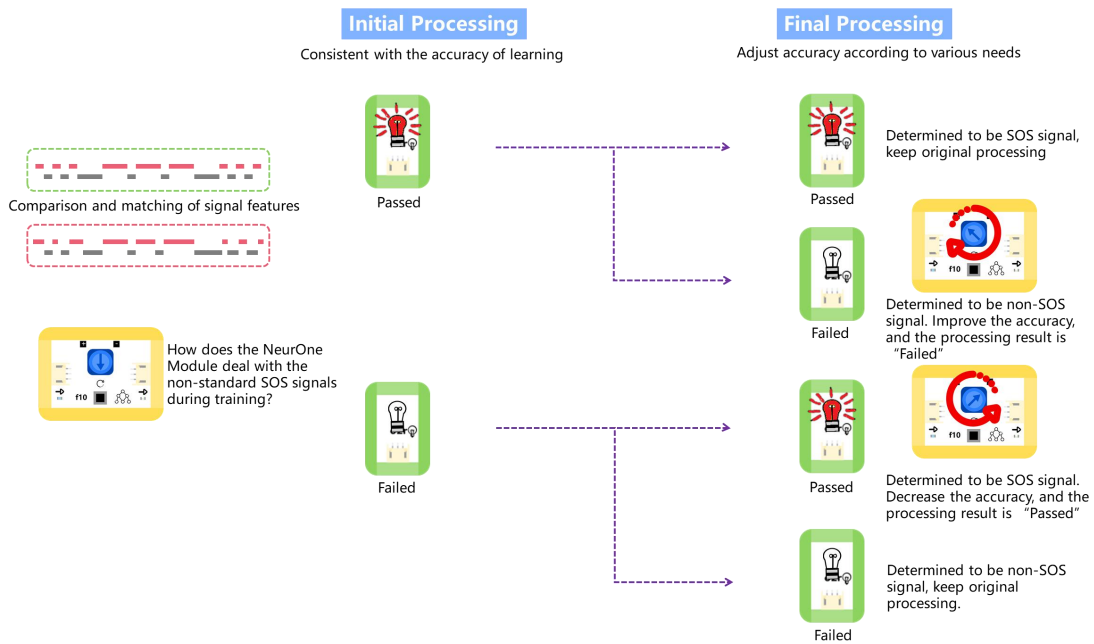 Initial Processing
Final Processing
Consistent with the accuracy of learning
Adjust accuracy according to various needs
Passed
Determined to be SOS signal,
keep original processing
Passed
Comparison and matching of signal features
f10
Failed
Determined to be non-SOS
signal. Improve the accuracy,
and the processing result is
“Failed”
+ -
How does the NeurOne
Module deal with the
non-standard SOS signals
during training?
f10
Failed
f10
Passed
Determined to be SOS signal.
Decrease the accuracy, and the
processing result is “Passed”
Determined to be non-SOS
signal, keep original
processing.
Failed